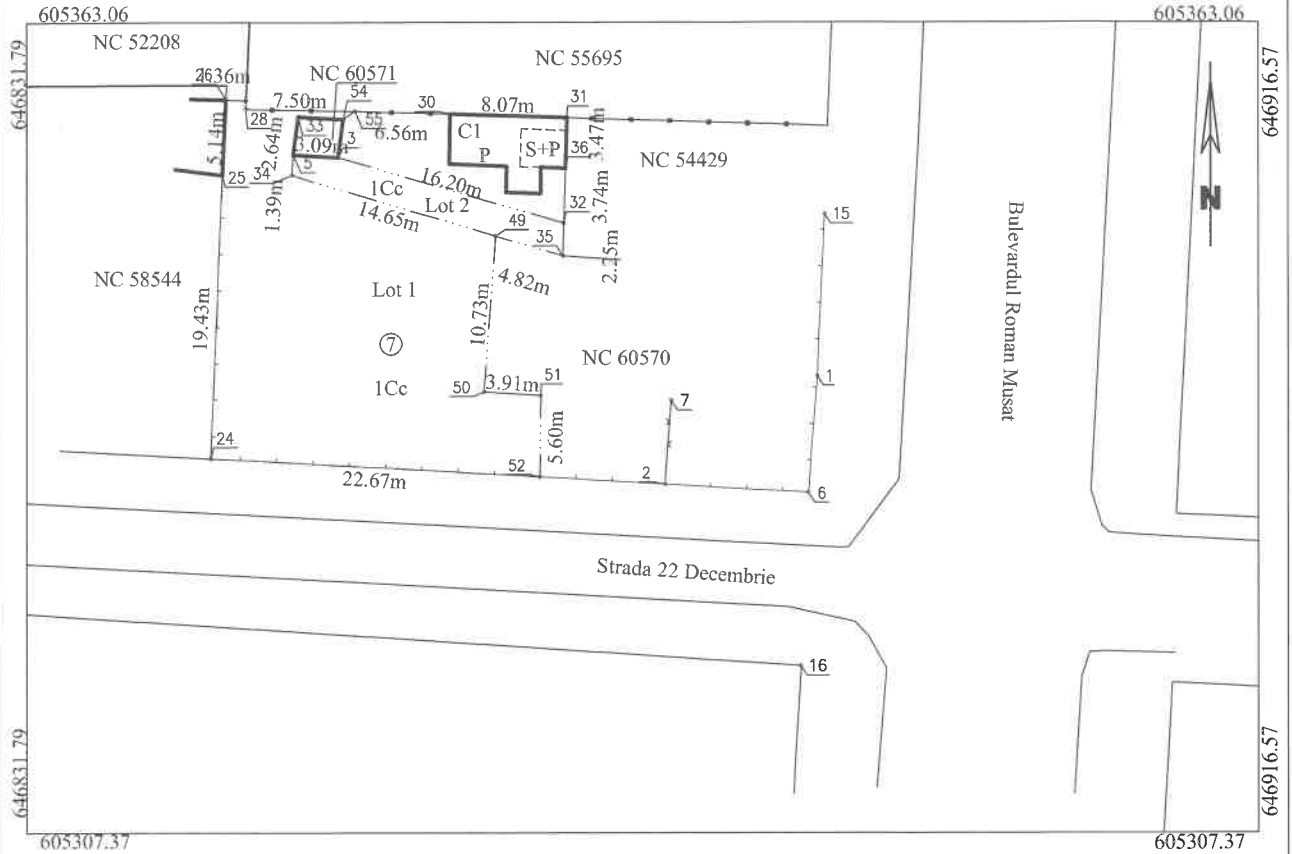 605363.06
605363.06
NC 52208
NC 55695
646831.79
646916.57
NC 60571
26
1.36m
54
7.50m
30
8.07m
31
28
33
55
6.56m
C1
3.47m
5.14m
2.64m
3.09m
3
P
S+P
36
NC 54429
25
34
5
16.20m
1Cc
Lot 2
3.74m
1.39m
14.65m
49
32
35
15
2.25m
NC 58544
Lot 1
4.82m
Bulevardul Roman Musat
N
19.43m
10.73m
7
NC 60570
1Cc
50
3.91m
51
1
7
24
5.60m
52
2
6
22.67m
Strada 22 Decembrie
16
646831.79
646916.57
605307.37
605307.37